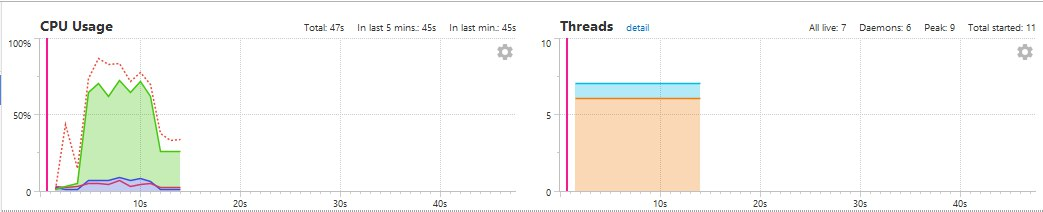 CPU Usage Total: 47s In last 5 mins.: 45s In last min.: 45s
100%
50%
0
10s 20s 30s 40s
Threads detail All live: 7 Daemons: 6 Peak: 9 Total started: 11
10
5
0
10s 20s 30s 40s